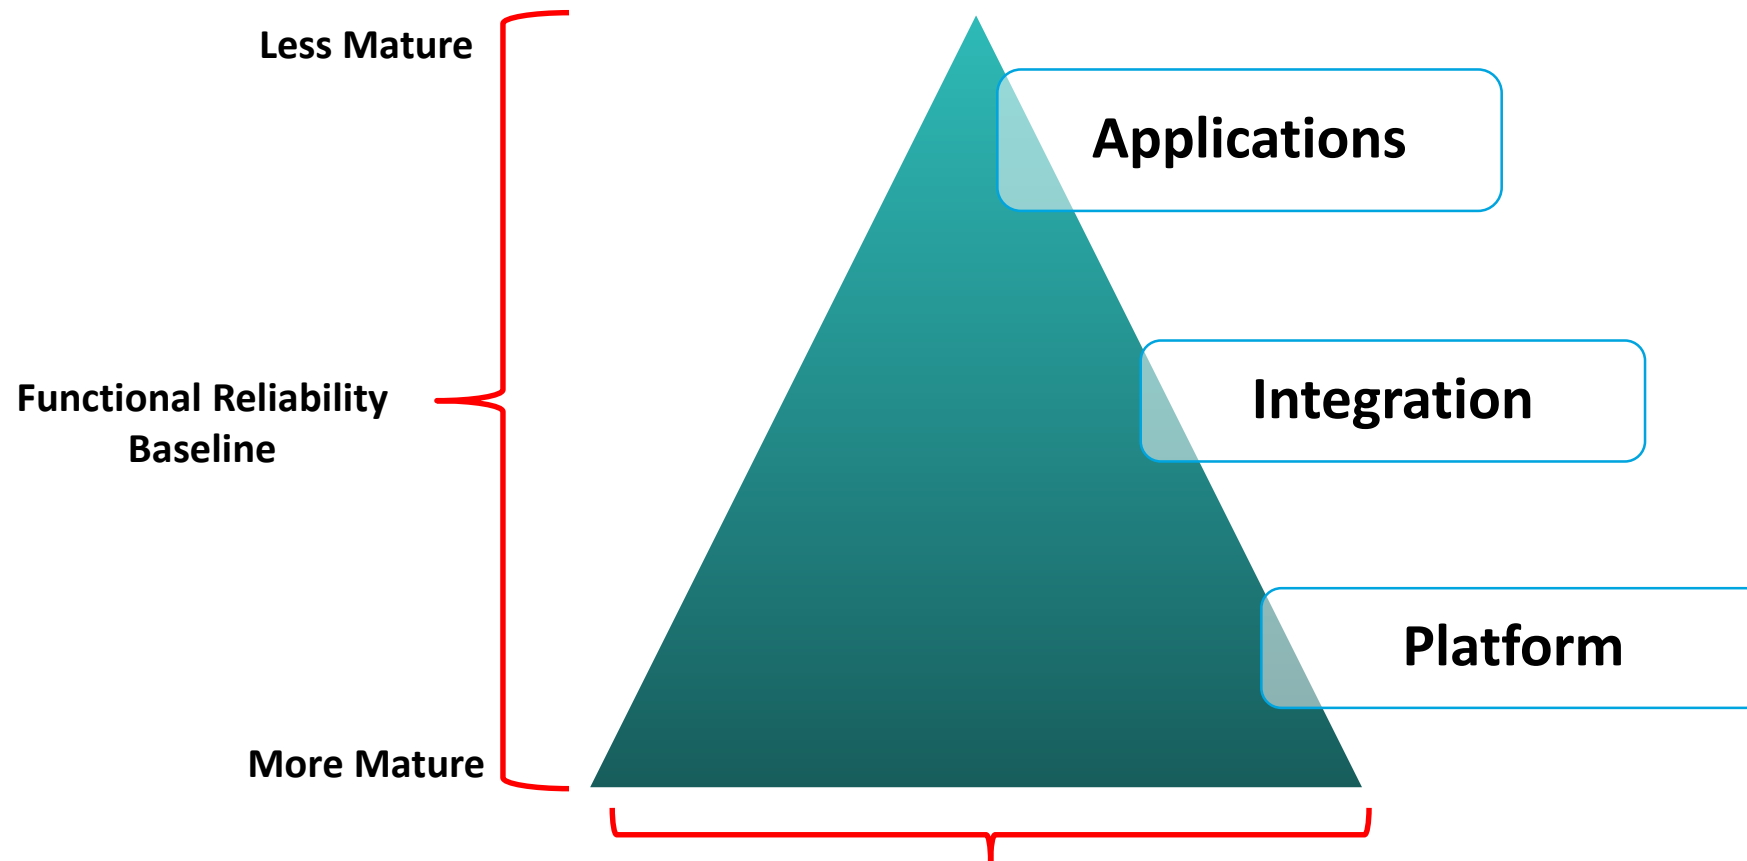 Less Mature
Applications
Functional Reliability
Baseline
Integration
Platform
More Mature